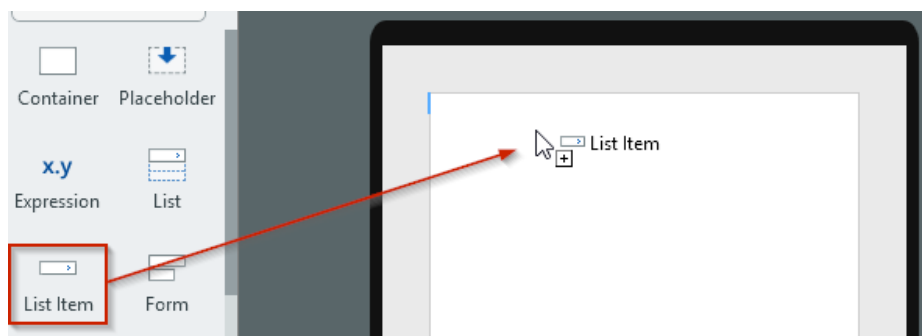 Container Placeholder
List Item
x.y
Expression List
List Item Form